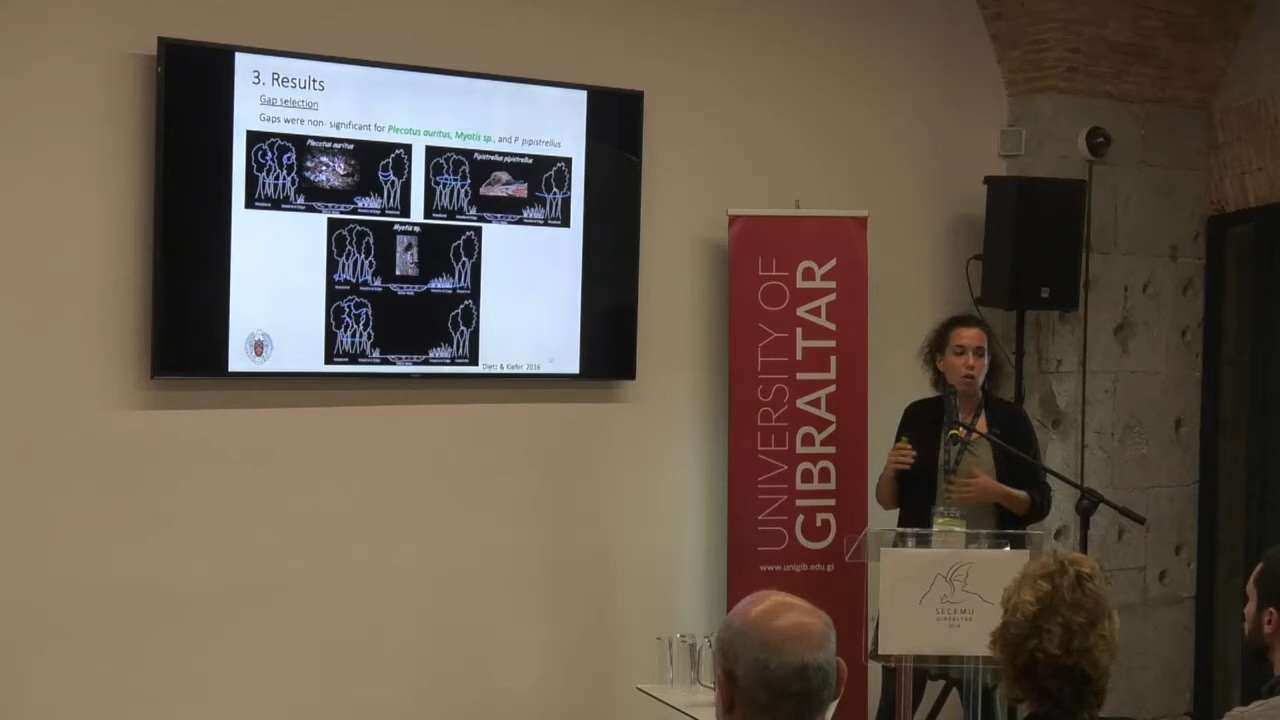 3. Results
Gap selection
Gaps were non- significant for Plecotus auritus, Myotis sp., and P. pipistrellus
Plecotus auritus
Pipistrellus pipistrellus
Myotis sp.
Dietz & Kiefer, 2016
UNIVERSITY OF
GIBRALTAR
www.unigib.edu.gi
SECEMU
GIBRALTAR